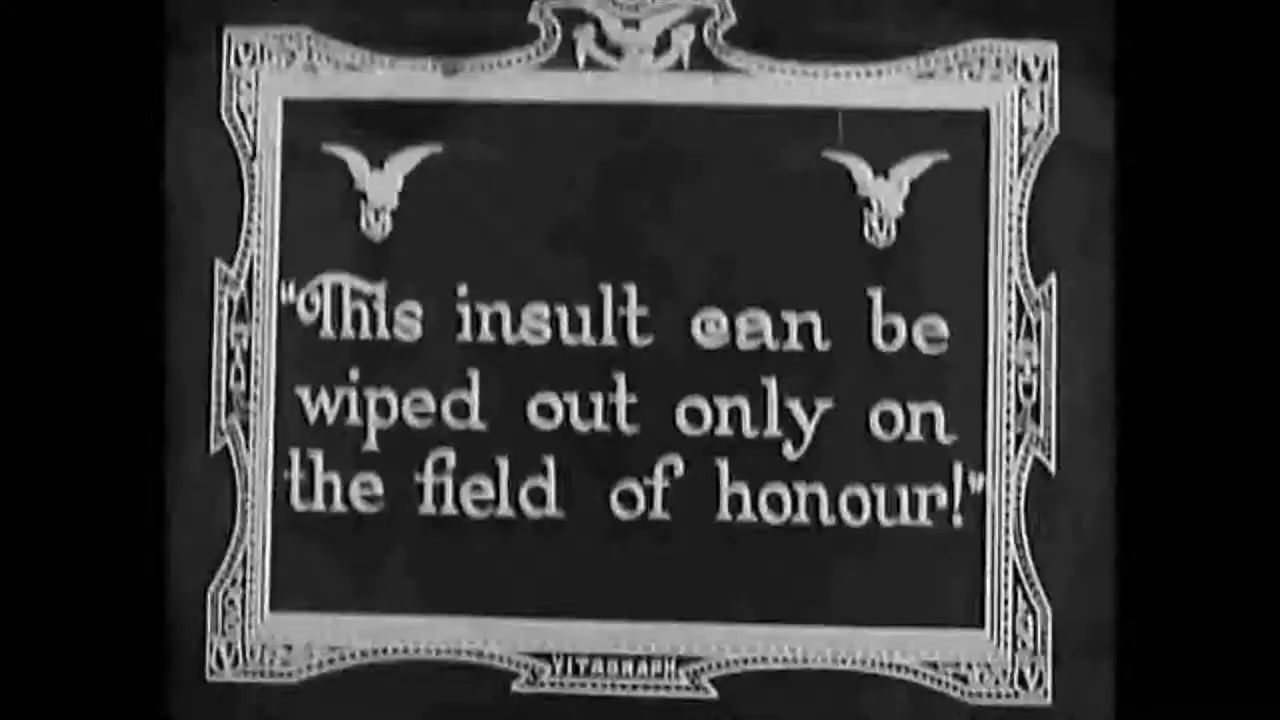 "This insult can be
wiped out only on
the field of honour!"
VITAGRAPH